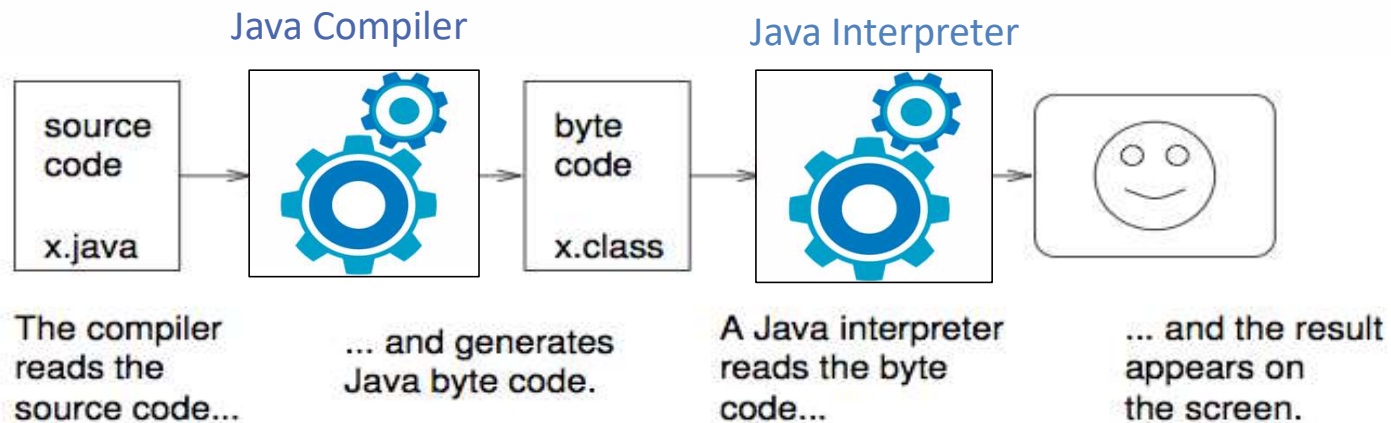 Java Compiler
Java Interpreter
source
code
x.java
byte
code
x.class
The compiler
reads the
source code...
... and generates
Java byte code.
A Java interpreter
reads the byte
code...
... and the result
appears on
the screen.